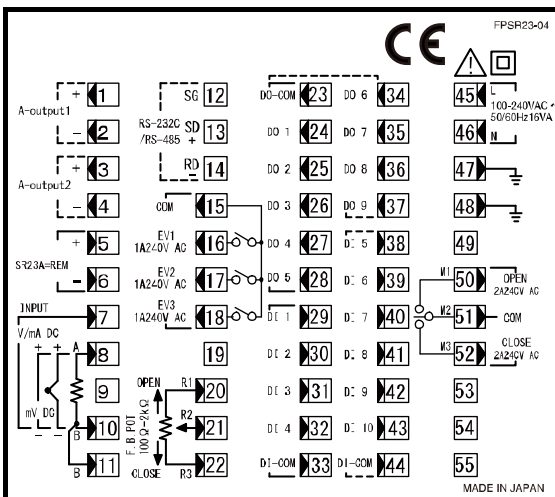 FPSR23-04
CE
A-output1
+ 1
- 2
A-output2
+ 3
- 4
SR23A=REM
+ 5
- 6
INPUT
7
V/mA DC
+ + A 8
9
mV DC
- - B 10
B 11
SG 12
RS-232C /RS-485
SD + 13
RD - 14
COM 15
EV1 1A240V AC 16
EV2 1A240V AC 17
EV3 1A240V AC 18
19
OPEN
F.B.POT 100Ω-2kΩ
CLOSE
R1 20
R2 21
R3 22
DO-COM 23
DO 1 24
DO 2 25
DO 3 26
DO 4 27
DO 5 28
DI 1 29
DI 2 30
DI 3 31
DI 4 32
DI-COM 33
DO 6 34
DO 7 35
DO 8 36
DO 9 37
DI 5 38
DI 6 39
DI 7 40
DI 8 41
DI 9 42
DI 10 43
DI-COM 44
45 L
100-240VAC
50/60Hz16VA
46 N
47
48
49
M1 50 OPEN
2A240V AC
M2 51 COM
M3 52 CLOSE
2A240V AC
53
54
55
MADE IN JAPAN